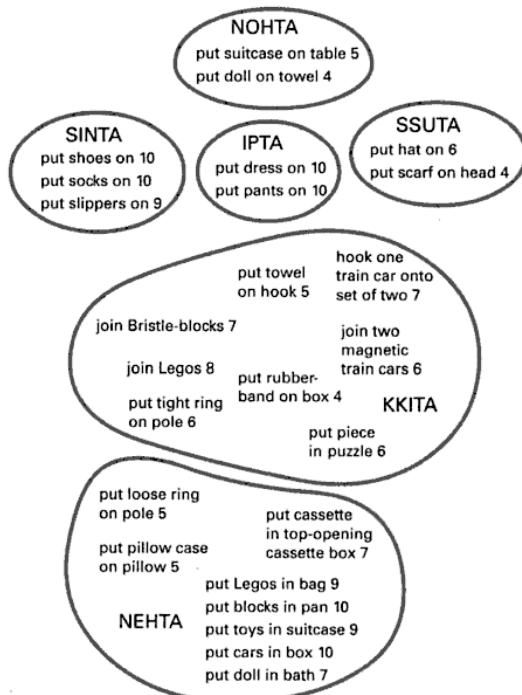 NOHTA
put suitcase on table 5
put doll on towel 4
SINTA
put shoes on 10
put socks on 10
put slippers on 9
IPTA
put dress on 10
put pants on 10
SSUTA
put hat on 6
put scarf on head 4
put towel
on hook 5
hook one
train car onto
set of two 7
join Bristle-blocks 7
join two
magnetic
train cars 6
join Legos 8
put rubber-
band on box 4
put tight ring
on pole 6
KKITA
put piece
in puzzle 6
put loose ring
on pole 5
put cassette
in top-opening
cassette box 7
put pillow case
on pillow 5
NEHTA
put Legos in bag 9
put blocks in pan 10
put toys in suitcase 9
put cars in box 10
put doll in bath 7